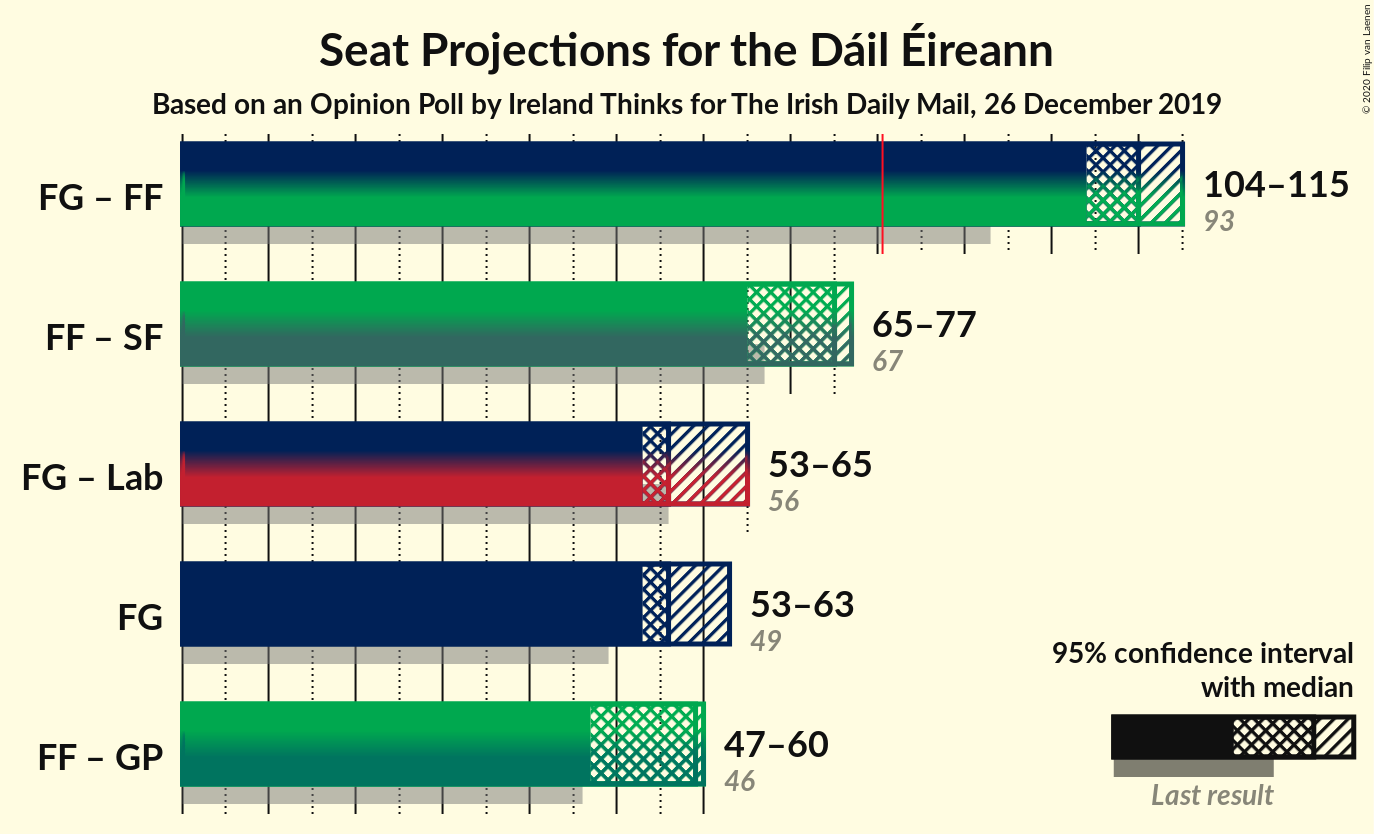 Seat Projections for the Dáil Éireann
Based on an Opinion Poll by Ireland Thinks for The Irish Daily Mail, 26 December 2019
© 2020 Filip van Laenen
FG – FF
104–115
93
FF – SF
65–77
67
FG – Lab
53–65
56
FG
53–63
49
FF – GP
47–60
46
95% confidence interval
with median
Last result